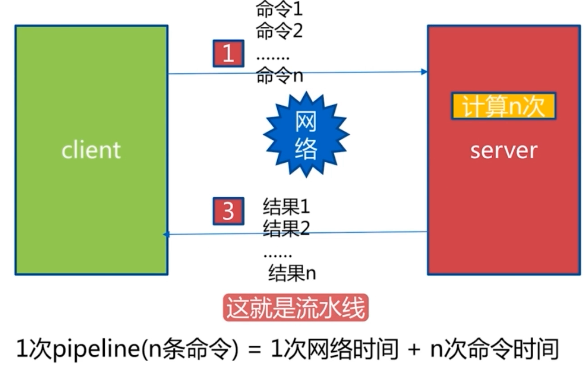 命令1
命令2
.......
命令n
1
网
络
计算n次
client
server
3
结果1
结果2
......
结果n
这就是流水线
1次pipeline(n条命令) = 1次网络时间 + n次命令时间